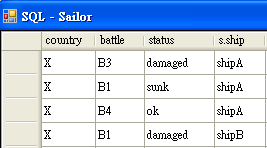 SQL - Sailor
country battle status s.ship
X B3 damaged shipA
X B1 sunk shipA
X B4 ok shipA
X B1 damaged shipB